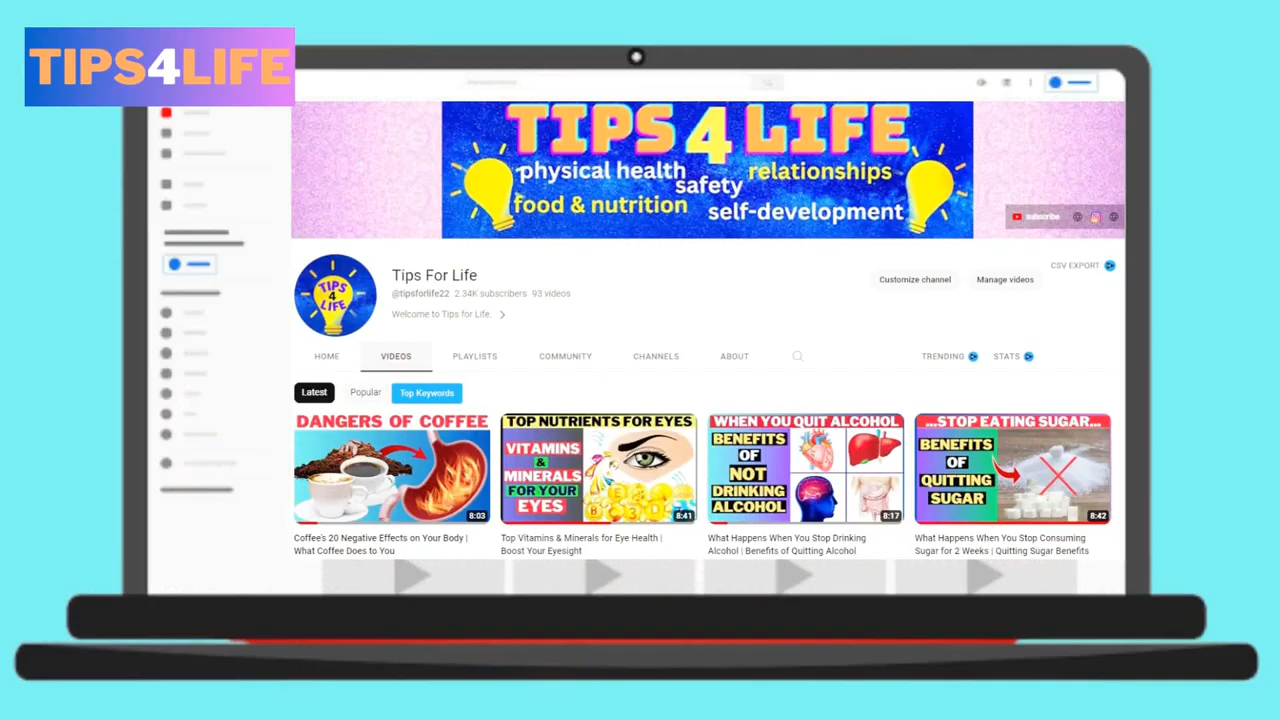 TIPS4LIFE
TIPS 4 LIFE
physical health
relationships
safety
food & nutrition
self-development
subscribe
TIPS
4
LIFE
Tips For Life
@tipsforlife22 2.34K subscribers 93 videos
Welcome to Tips for Life.
CSV EXPORT
Customize channel
Manage videos
HOME VIDEOS PLAYLISTS COMMUNITY CHANNELS ABOUT
TRENDING STATS
Latest Popular Top Keywords
DANGERS OF COFFEE
8:03
Coffee's 20 Negative Effects on Your Body |
What Coffee Does to You
TOP NUTRIENTS FOR EYES
VITAMINS
&
MINERALS
FOR YOUR
EYES
8:41
Top Vitamins & Minerals for Eye Health |
Boost Your Eyesight
WHEN YOU QUIT ALCOHOL
BENEFITS
OF
NOT
DRINKING
ALCOHOL
8:17
What Happens When You Stop Drinking
Alcohol | Benefits of Quitting Alcohol
...STOP EATING SUGAR...
BENEFITS
OF
QUITTING
SUGAR
8:42
What Happens When You Stop Consuming
Sugar for 2 Weeks | Quitting Sugar Benefits